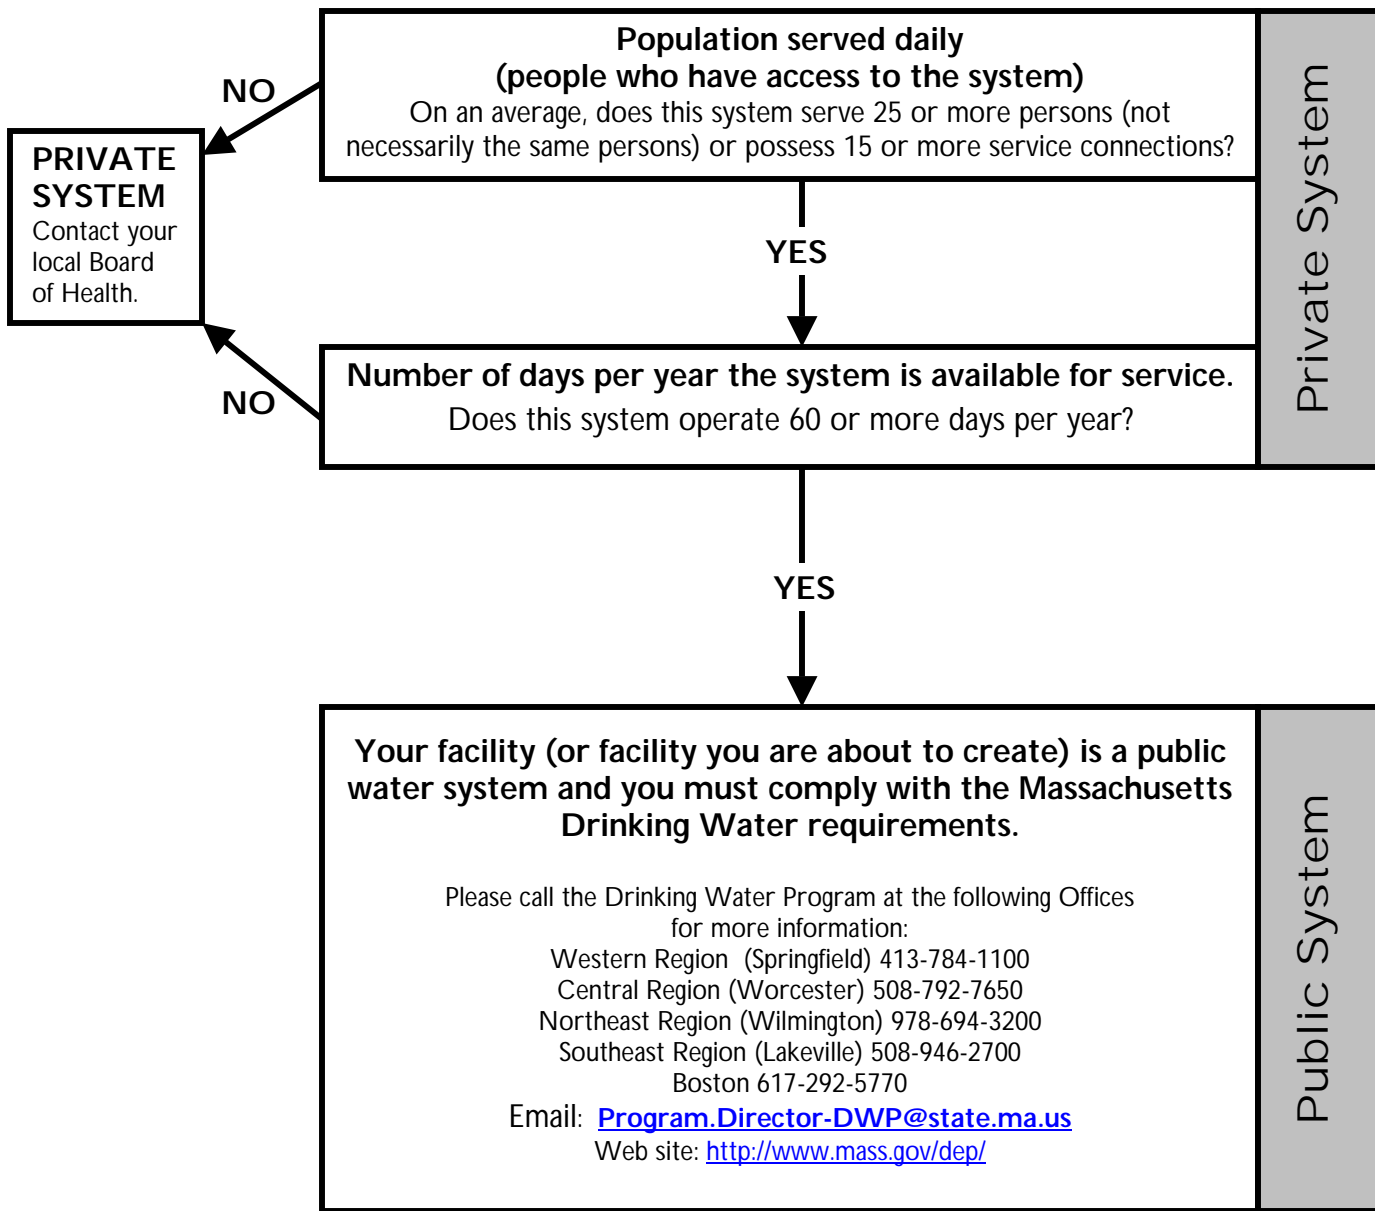 Population served daily
(people who have access to the system)
On an average, does this system serve 25 or more persons (not
necessarily the same persons) or possess 15 or more service connections?
Private System
NO
PRIVATE
SYSTEM
Contact your
local Board
of Health.
YES
Number of days per year the system is available for service.
Does this system operate 60 or more days per year?
NO
YES
Your facility (or facility you are about to create) is a public
water system and you must comply with the Massachusetts
Drinking Water requirements.
Please call the Drinking Water Program at the following Offices
for more information:
Western Region (Springfield) 413-784-1100
Central Region (Worcester) 508-792-7650
Northeast Region (Wilmington) 978-694-3200
Southeast Region (Lakeville) 508-946-2700
Boston 617-292-5770
Email: Program.Director-DWP@state.ma.us
Web site: http://www.mass.gov/dep/
Public System